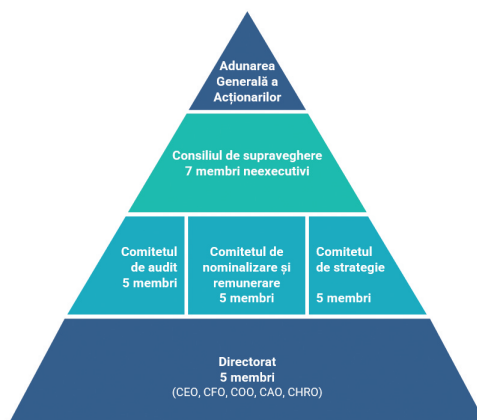 Adunarea
Generală a
Acționarilor
Consiliul de supraveghere
7 membri neexecutivi
Comitetul
de audit
5 membri
Comitetul de
nominalizare și
remunerare
5 membri
Comitetul
de strategie
5 membri
Directorat
5 membri
(CEO, CFO, COO, CAO, CHRO)